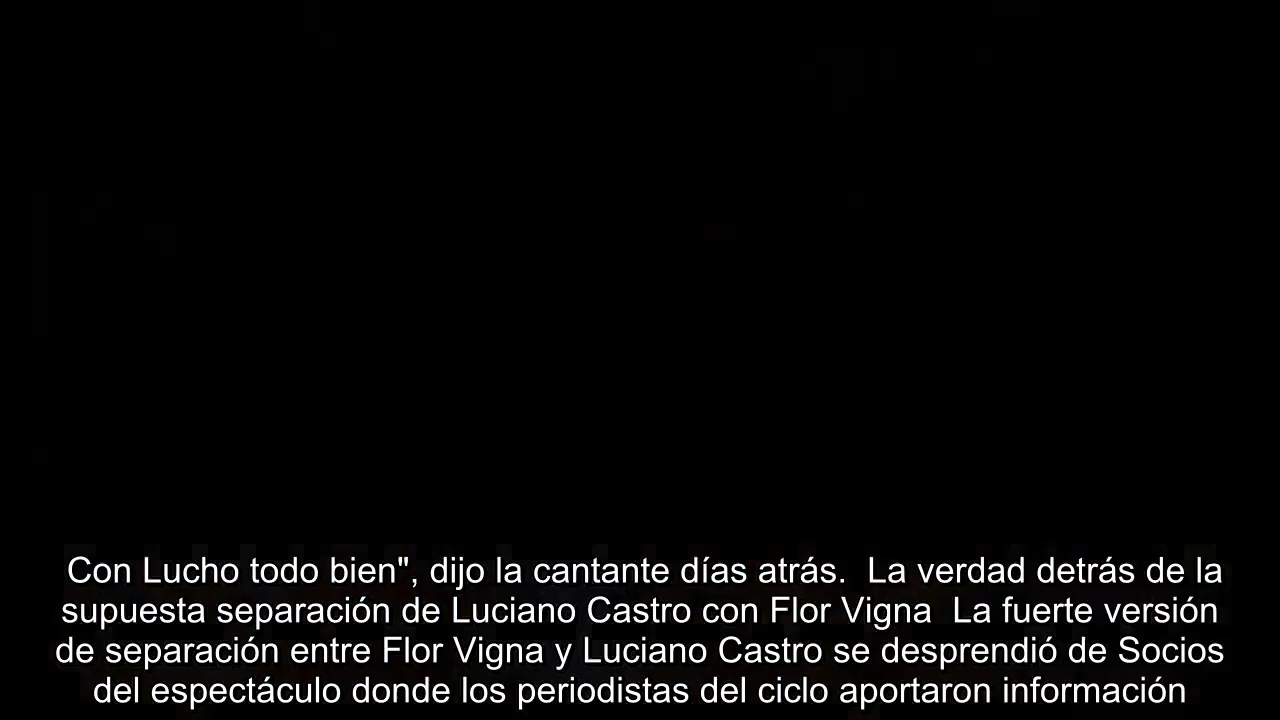 Con Lucho todo bien", dijo la cantante días atrás.  La verdad detrás de la
supuesta separación de Luciano Castro con Flor Vigna  La fuerte versión
de separación entre Flor Vigna y Luciano Castro se desprendió de Socios
del espectáculo donde los periodistas del ciclo aportaron información